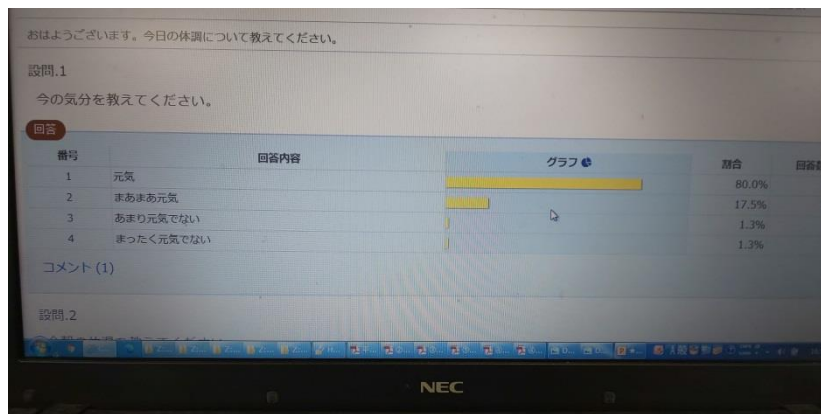 おはようございます。今日の体調について教えてください。
設問.1
今の気分を教えてください。
回答
番号 回答内容 グラフ 割合
1 元気 80.0%
2 まあまあ元気 17.5%
3 あまり元気でない 1.3%
4 まったく元気でない 1.3%
コメント (1)
設問.2
NEC